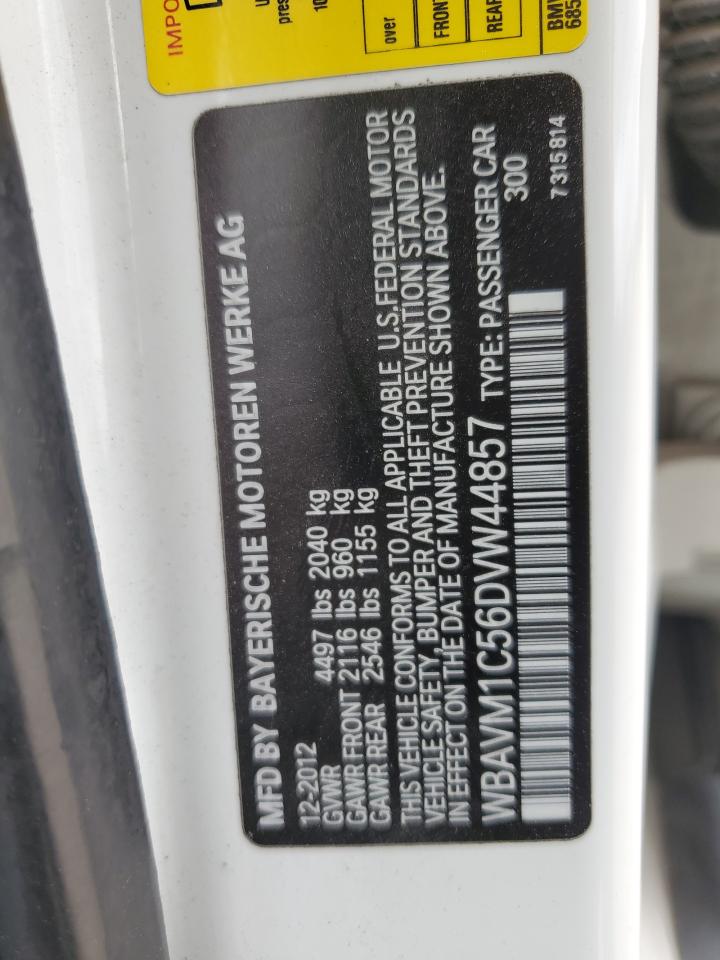 IMPO
over
FRONT
REAR
BMW
685
MFD BY BAYERISCHE MOTOREN WERKE AG
12-2012
GVWR 4497 lbs 2040 kg
GAWR FRONT 2116 lbs 960 kg
GAWR REAR 2546 lbs 1155 kg
THIS VEHICLE CONFORMS TO ALL APPLICABLE U.S.FEDERAL MOTOR
VEHICLE SAFETY, BUMPER AND THEFT PREVENTION STANDARDS
IN EFFECT ON THE DATE OF MANUFACTURE SHOWN ABOVE.
WBAVM1C56DVW44857 TYPE: PASSENGER CAR
300
7 315 814